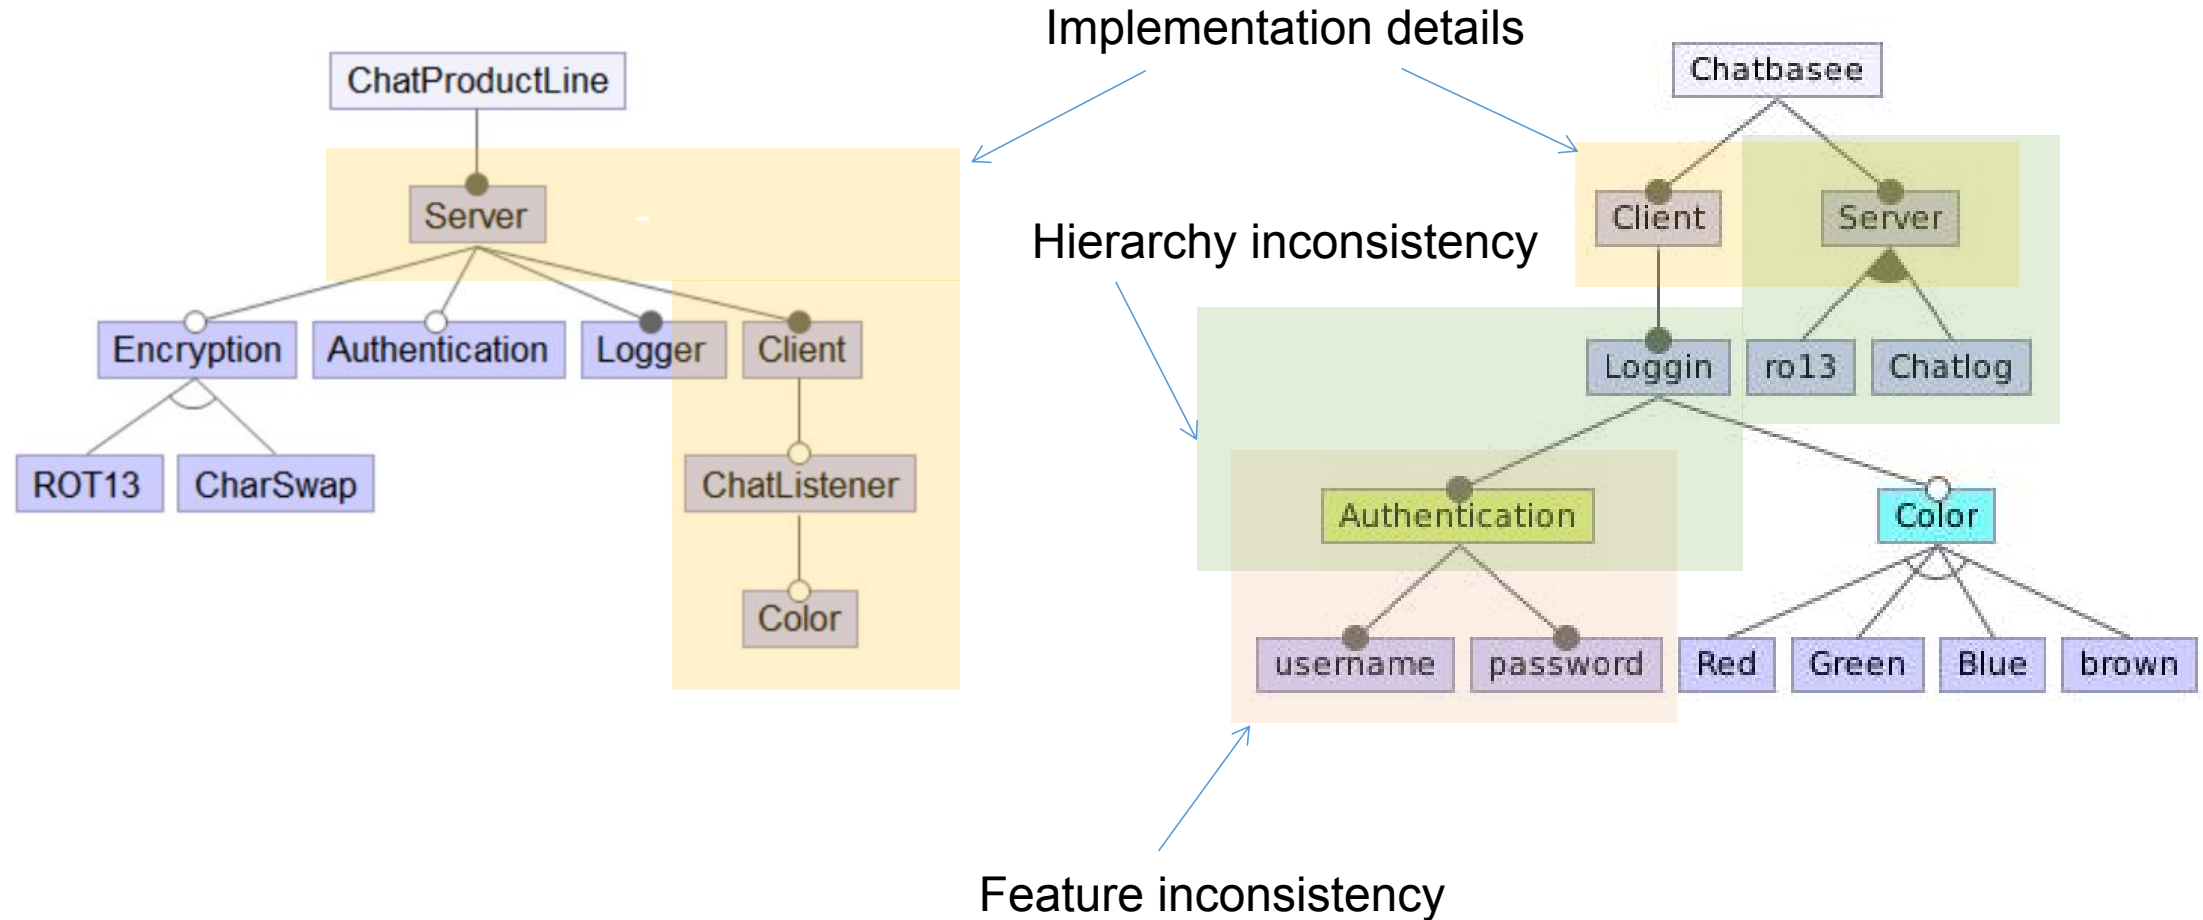 Implementation details
ChatProductLine
Chatbasee
Server
Client
Server
Hierarchy inconsistency
Encryption
Authentication
Logger
Client
Loggin
ro13
Chatlog
ROT13
CharSwap
ChatListener
Authentication
Color
Color
username
password
Red
Green
Blue
brown
Feature inconsistency